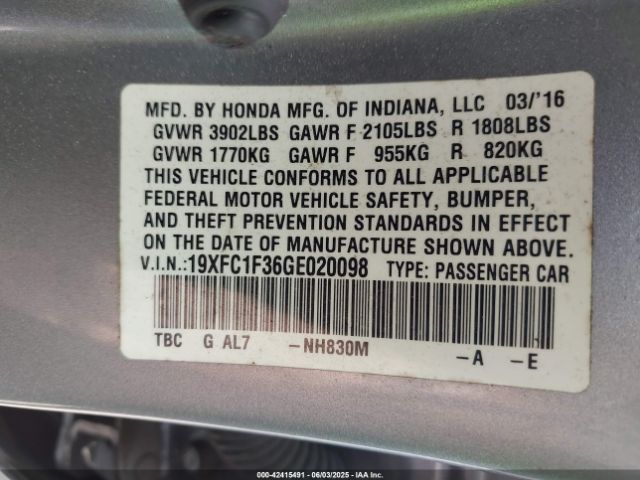 MFD. BY HONDA MFG. OF INDIANA, LLC 03/'16
GVWR 3902LBS GAWR F 2105LBS R 1808LBS
GVWR 1770KG GAWR F 955KG R 820KG
THIS VEHICLE CONFORMS TO ALL APPLICABLE
FEDERAL MOTOR VEHICLE SAFETY, BUMPER,
AND THEFT PREVENTION STANDARDS IN EFFECT
ON THE DATE OF MANUFACTURE SHOWN ABOVE.
V.I.N.:19XFC1F36GE020098 TYPE: PASSENGER CAR
TBC G AL7 -NH830M -A -E
000-42415491 - 06/03/2025 - IAA, Inc.